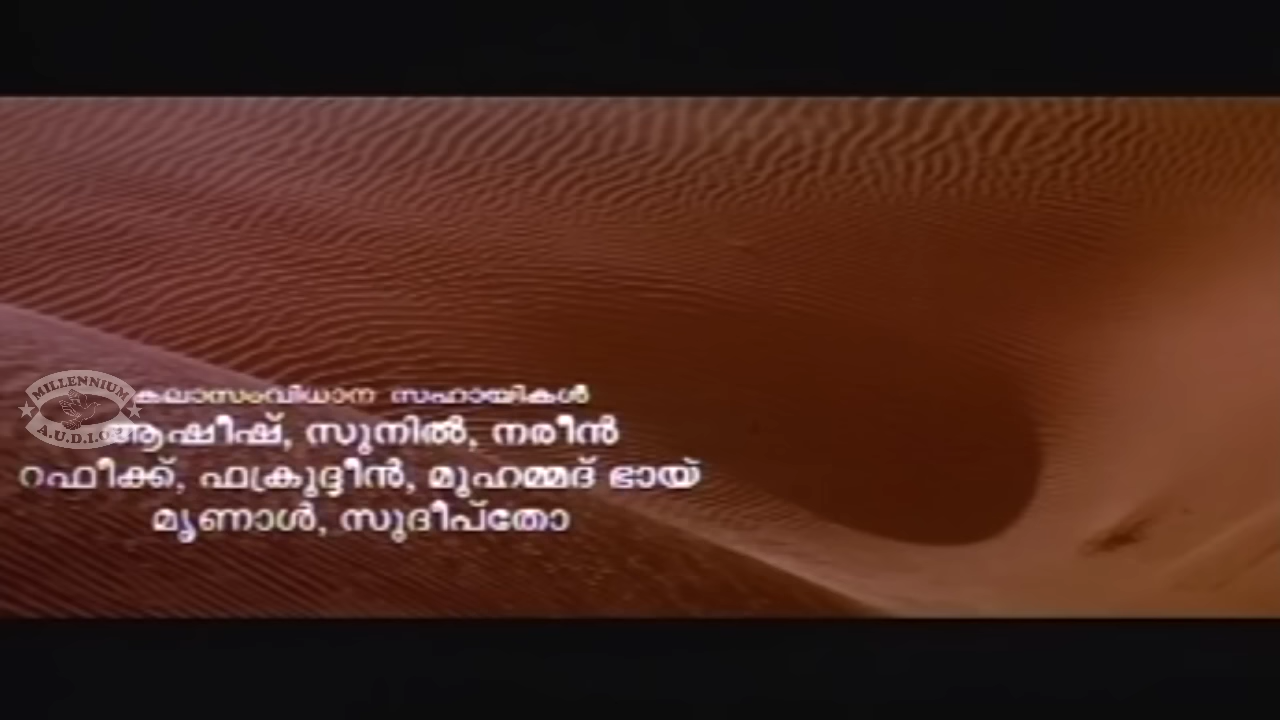 MILLENNIUM
A.U.D.I.O.S
കലാസംവിധാന സഹായികൾ
ആഷീഷ്, സുനിൽ, നരീൻ
റഫീക്ക്, ഫക്രുദ്ദീൻ, മുഹമ്മദ് ഭായ്
മൃണാൾ, സുദീപ്തോ